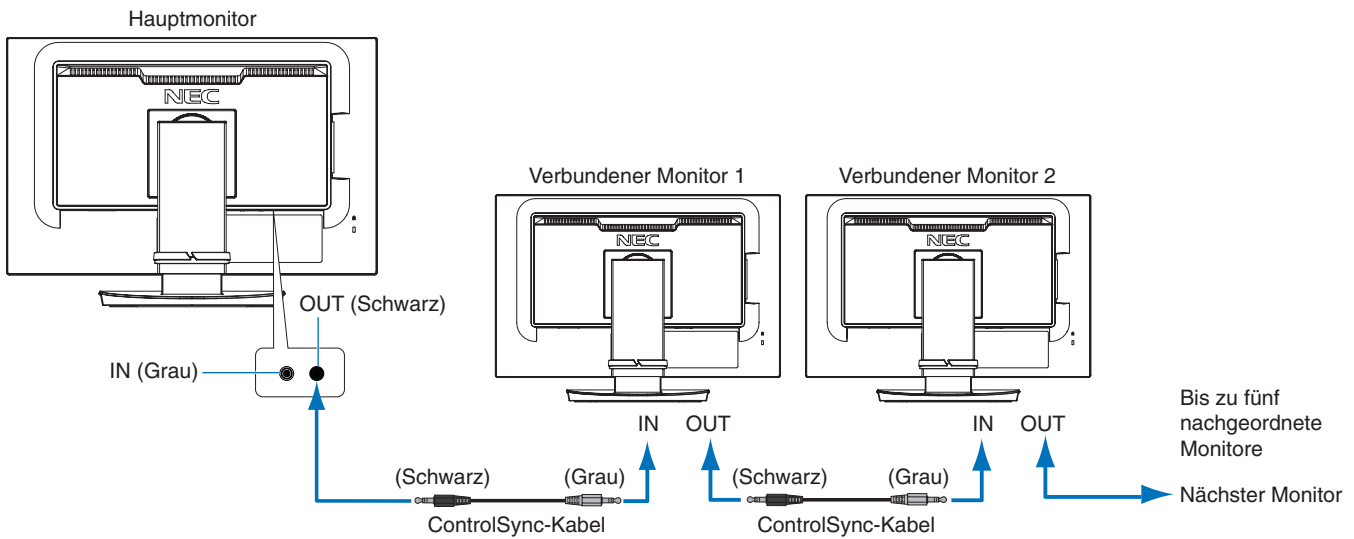 Hauptmonitor
NEC
Verbundener Monitor 1
Verbundener Monitor 2
NEC
NEC
OUT (Schwarz)
IN (Grau)
IN
OUT
IN
OUT
Bis zu fünf
nachgeordnete
Monitore
(Schwarz)
(Grau)
(Schwarz)
(Grau)
Nächster Monitor
ControlSync-Kabel
ControlSync-Kabel